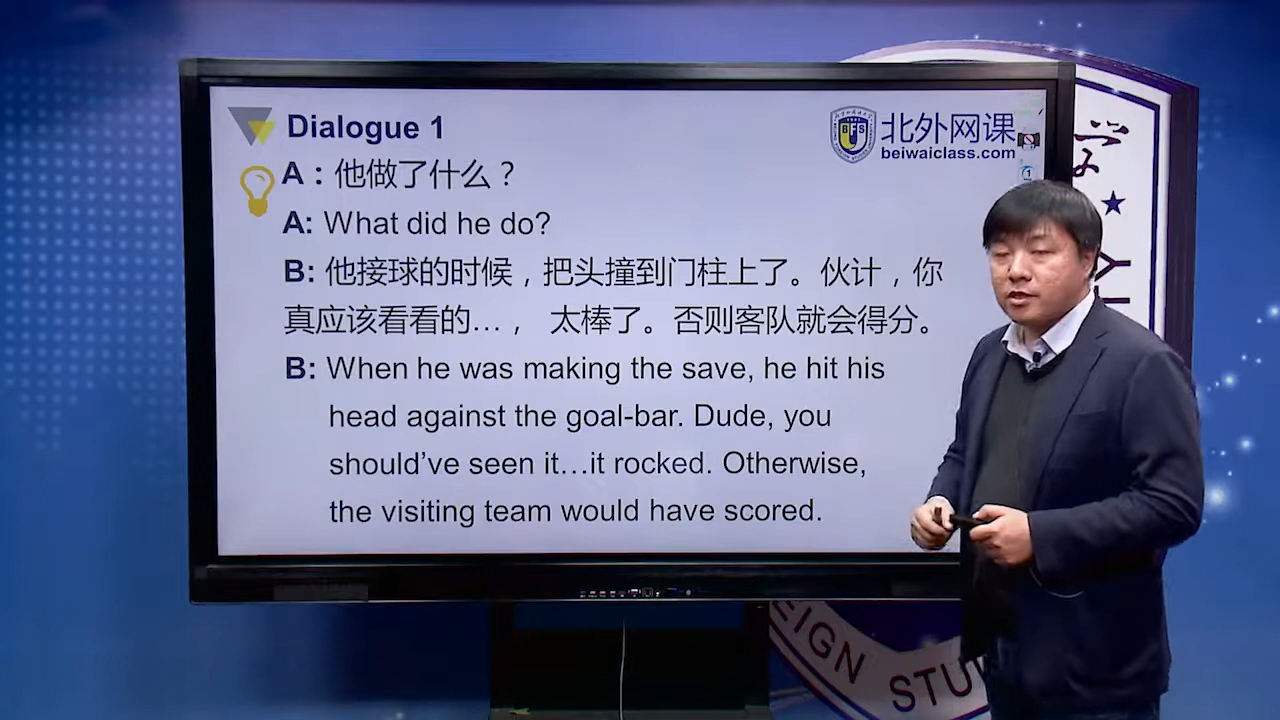 Dialogue 1
北外网课
beiwaiclass.com
A：他做了什么？
A: What did he do?
B: 他接球的时候，把头撞到门柱上了。伙计，你
真应该看看的…， 太棒了。否则客队就会得分。
B: When he was making the save, he hit his
head against the goal-bar. Dude, you
should’ve seen it…it rocked. Otherwise,
the visiting team would have scored.
EIGN STU